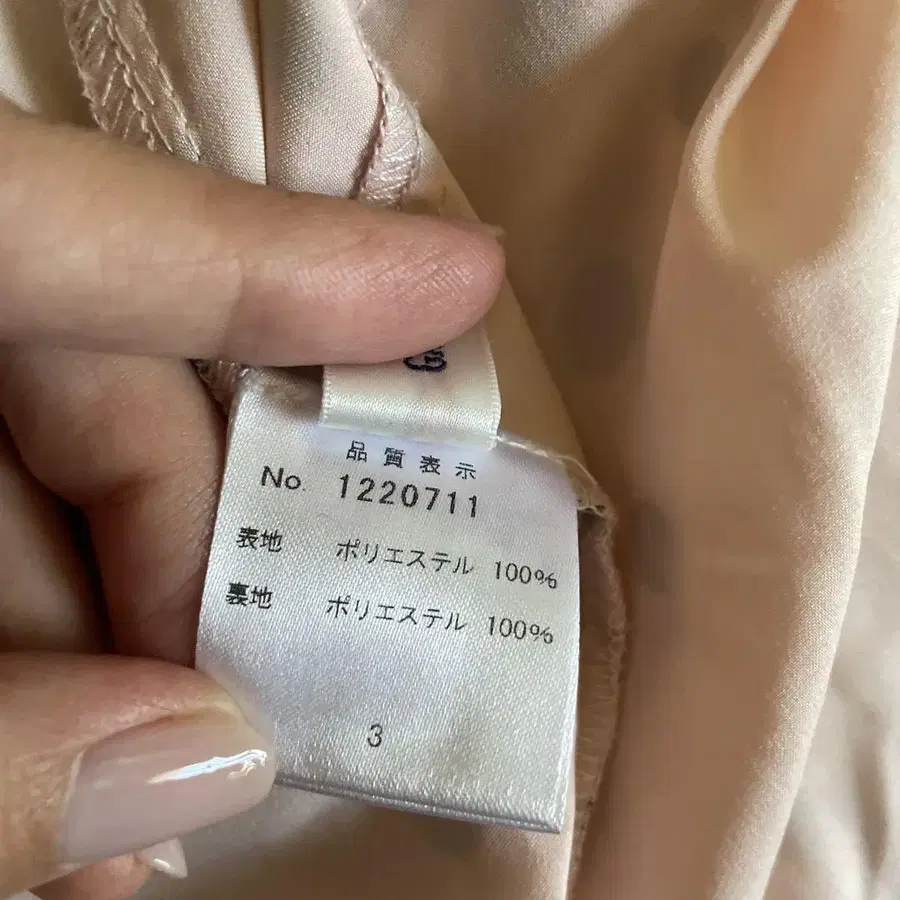 品質表示
No. 1220711
表地 ポリエステル 100%
裏地 ポリエステル 100%
3